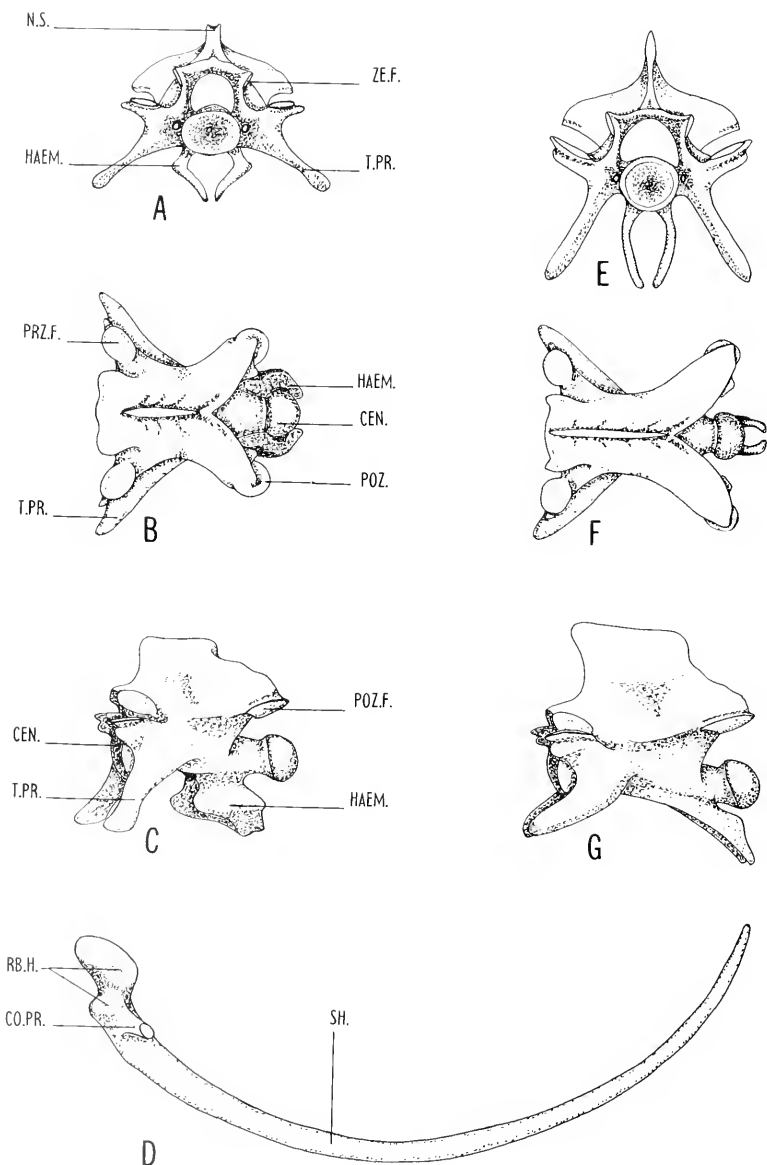 N.S.
ZE.F.
HAEM.
T.PR.
A
E
PRZ.F.
HAEM.
CEN.
POZ.
T.PR.
B
F
POZ.F.
CEN.
T.PR.
HAEM.
C
G
RB.H.
CO.PR.
SH.
D